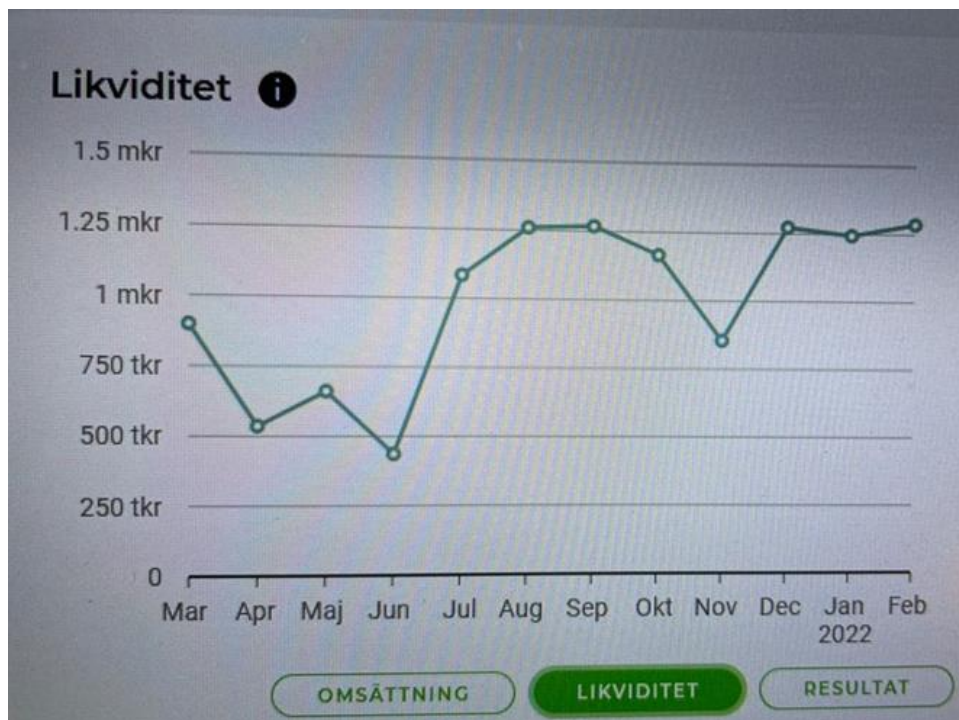 Likviditet i
1.5 mkr
1.25 mkr
1 mkr
750 tkr
500 tkr
250 tkr
0
Mar Apr Maj Jun Jul Aug Sep Okt Nov Dec Jan Feb
2022
OMSÄTTNING LIKVIDITET RESULTAT